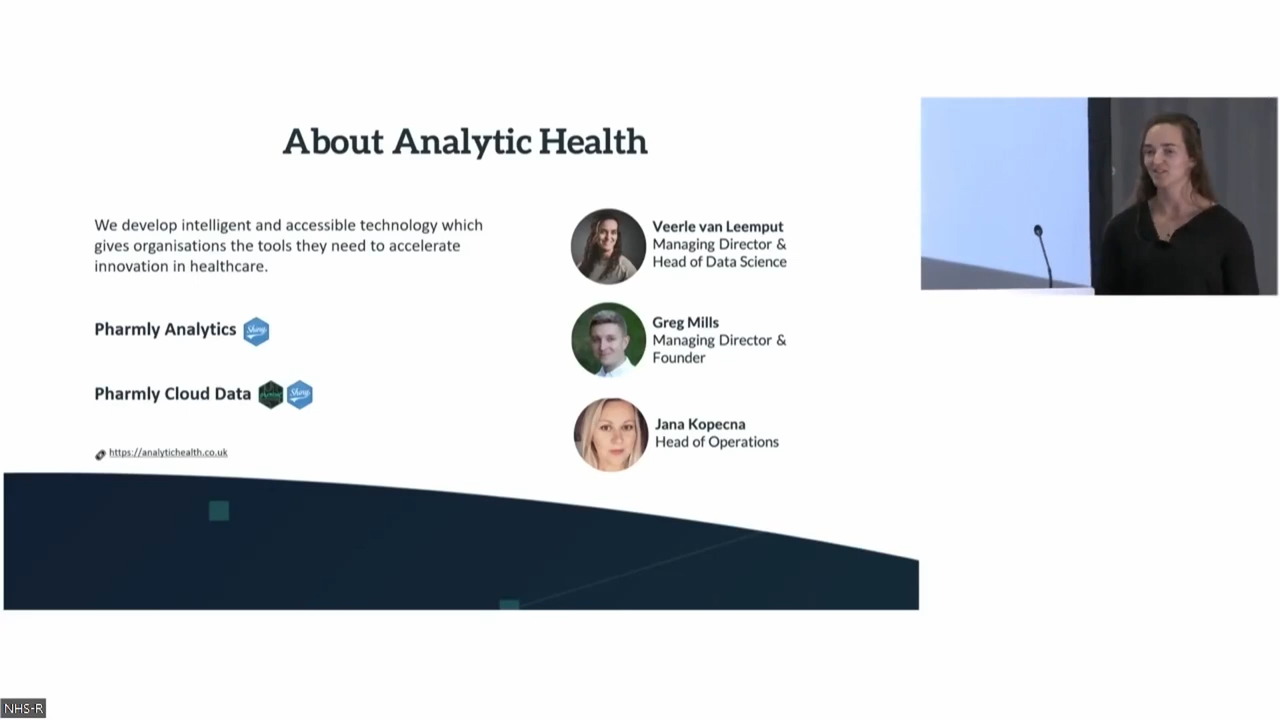 About Analytic Health
We develop intelligent and accessible technology which
gives organisations the tools they need to accelerate
innovation in healthcare.
Pharmly Analytics
Shiny
Pharmly Cloud Data
Shiny
https://analytichealth.co.uk
Veerle van Leemput
Managing Director &
Head of Data Science
Greg Mills
Managing Director &
Founder
Jana Kopecna
Head of Operations
NHS-R